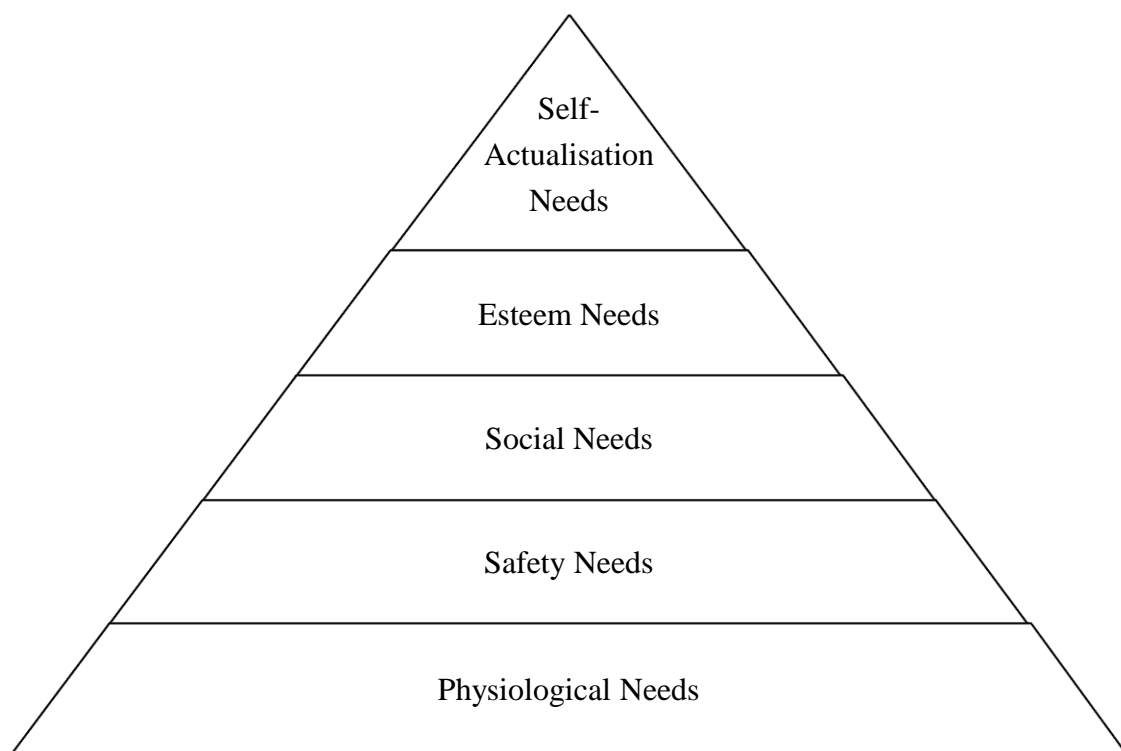 Self-
Actualisation
Needs
Esteem Needs
Social Needs
Safety Needs
Physiological Needs